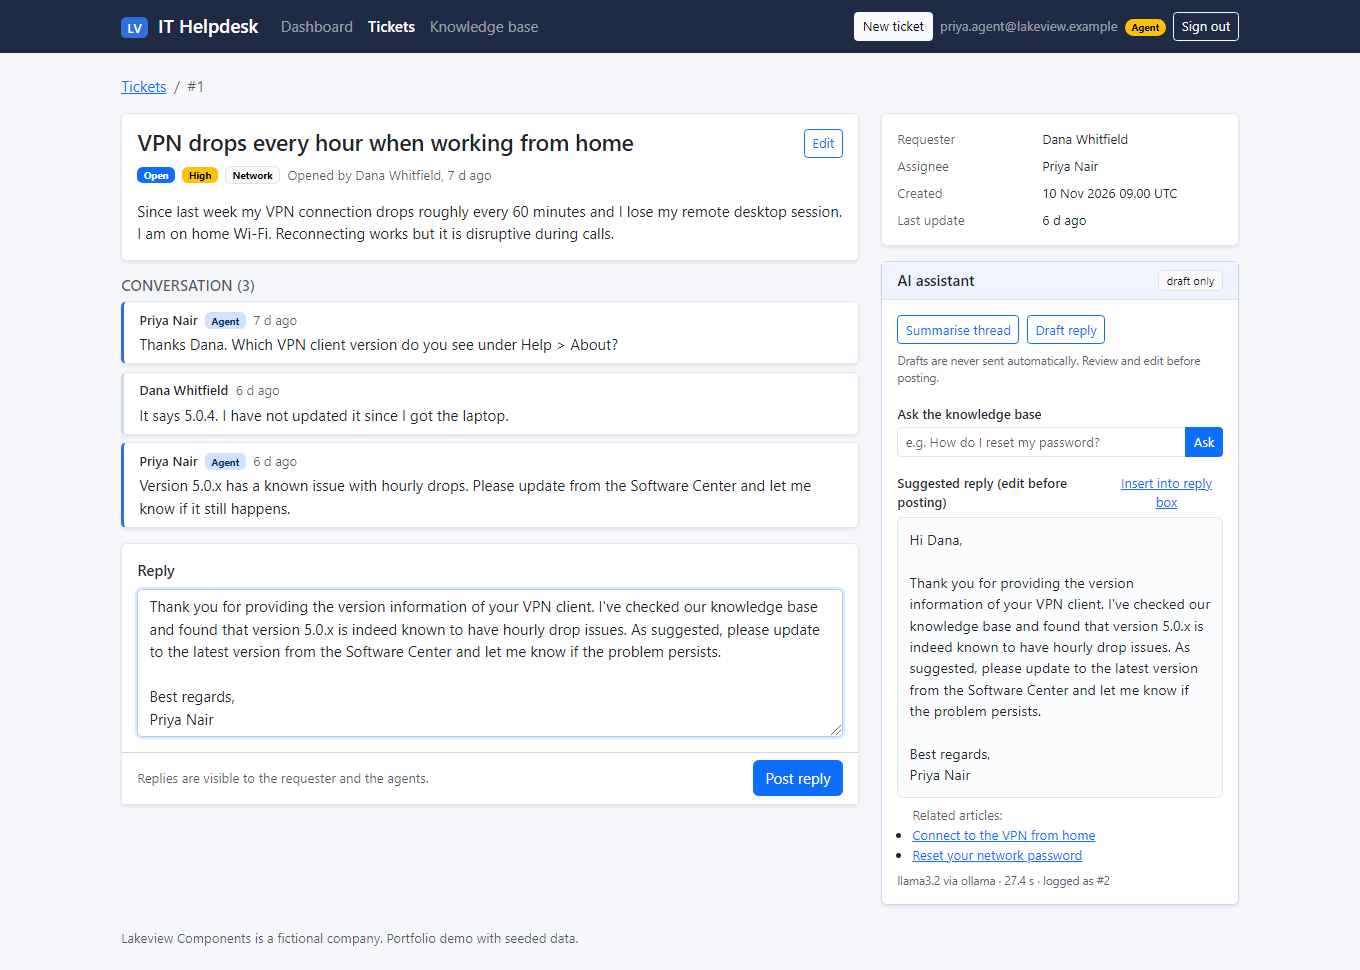 LV IT Helpdesk Dashboard Tickets Knowledge base New ticket priya.agent@lakeview.example Agent Sign out
Tickets / #1
VPN drops every hour when working from home
Edit
Open High Network Opened by Dana Whitfield, 7 d ago
Since last week my VPN connection drops roughly every 60 minutes and I lose my remote desktop session.
I am on home Wi-Fi. Reconnecting works but it is disruptive during calls.
CONVERSATION (3)
Priya Nair Agent 7 d ago
Thanks Dana. Which VPN client version do you see under Help > About?
Dana Whitfield 6 d ago
It says 5.0.4. I have not updated it since I got the laptop.
Priya Nair Agent 6 d ago
Version 5.0.x has a known issue with hourly drops. Please update from the Software Center and let me
know if it still happens.
Reply
Thank you for providing the version information of your VPN client. I've checked our knowledge base
and found that version 5.0.x is indeed known to have hourly drop issues. As suggested, please update
to the latest version from the Software Center and let me know if the problem persists.
Best regards,
Priya Nair
Replies are visible to the requester and the agents.
Post reply
Requester Dana Whitfield
Assignee Priya Nair
Created 10 Nov 2026 09.00 UTC
Last update 6 d ago
AI assistant draft only
Summarise thread Draft reply
Drafts are never sent automatically. Review and edit before
posting.
Ask the knowledge base
e.g. How do I reset my password? Ask
Suggested reply (edit before
posting)
Insert into reply
box
Hi Dana,
Thank you for providing the version
information of your VPN client. I've checked our
knowledge base and found that version 5.0.x is
indeed known to have hourly drop issues. As
suggested, please update to the latest version
from the Software Center and let me know if
the problem persists.
Best regards,
Priya Nair
Related articles:
Connect to the VPN from home
Reset your network password
llama3.2 via ollama · 27.4 s · logged as #2
Lakeview Components is a fictional company. Portfolio demo with seeded data.